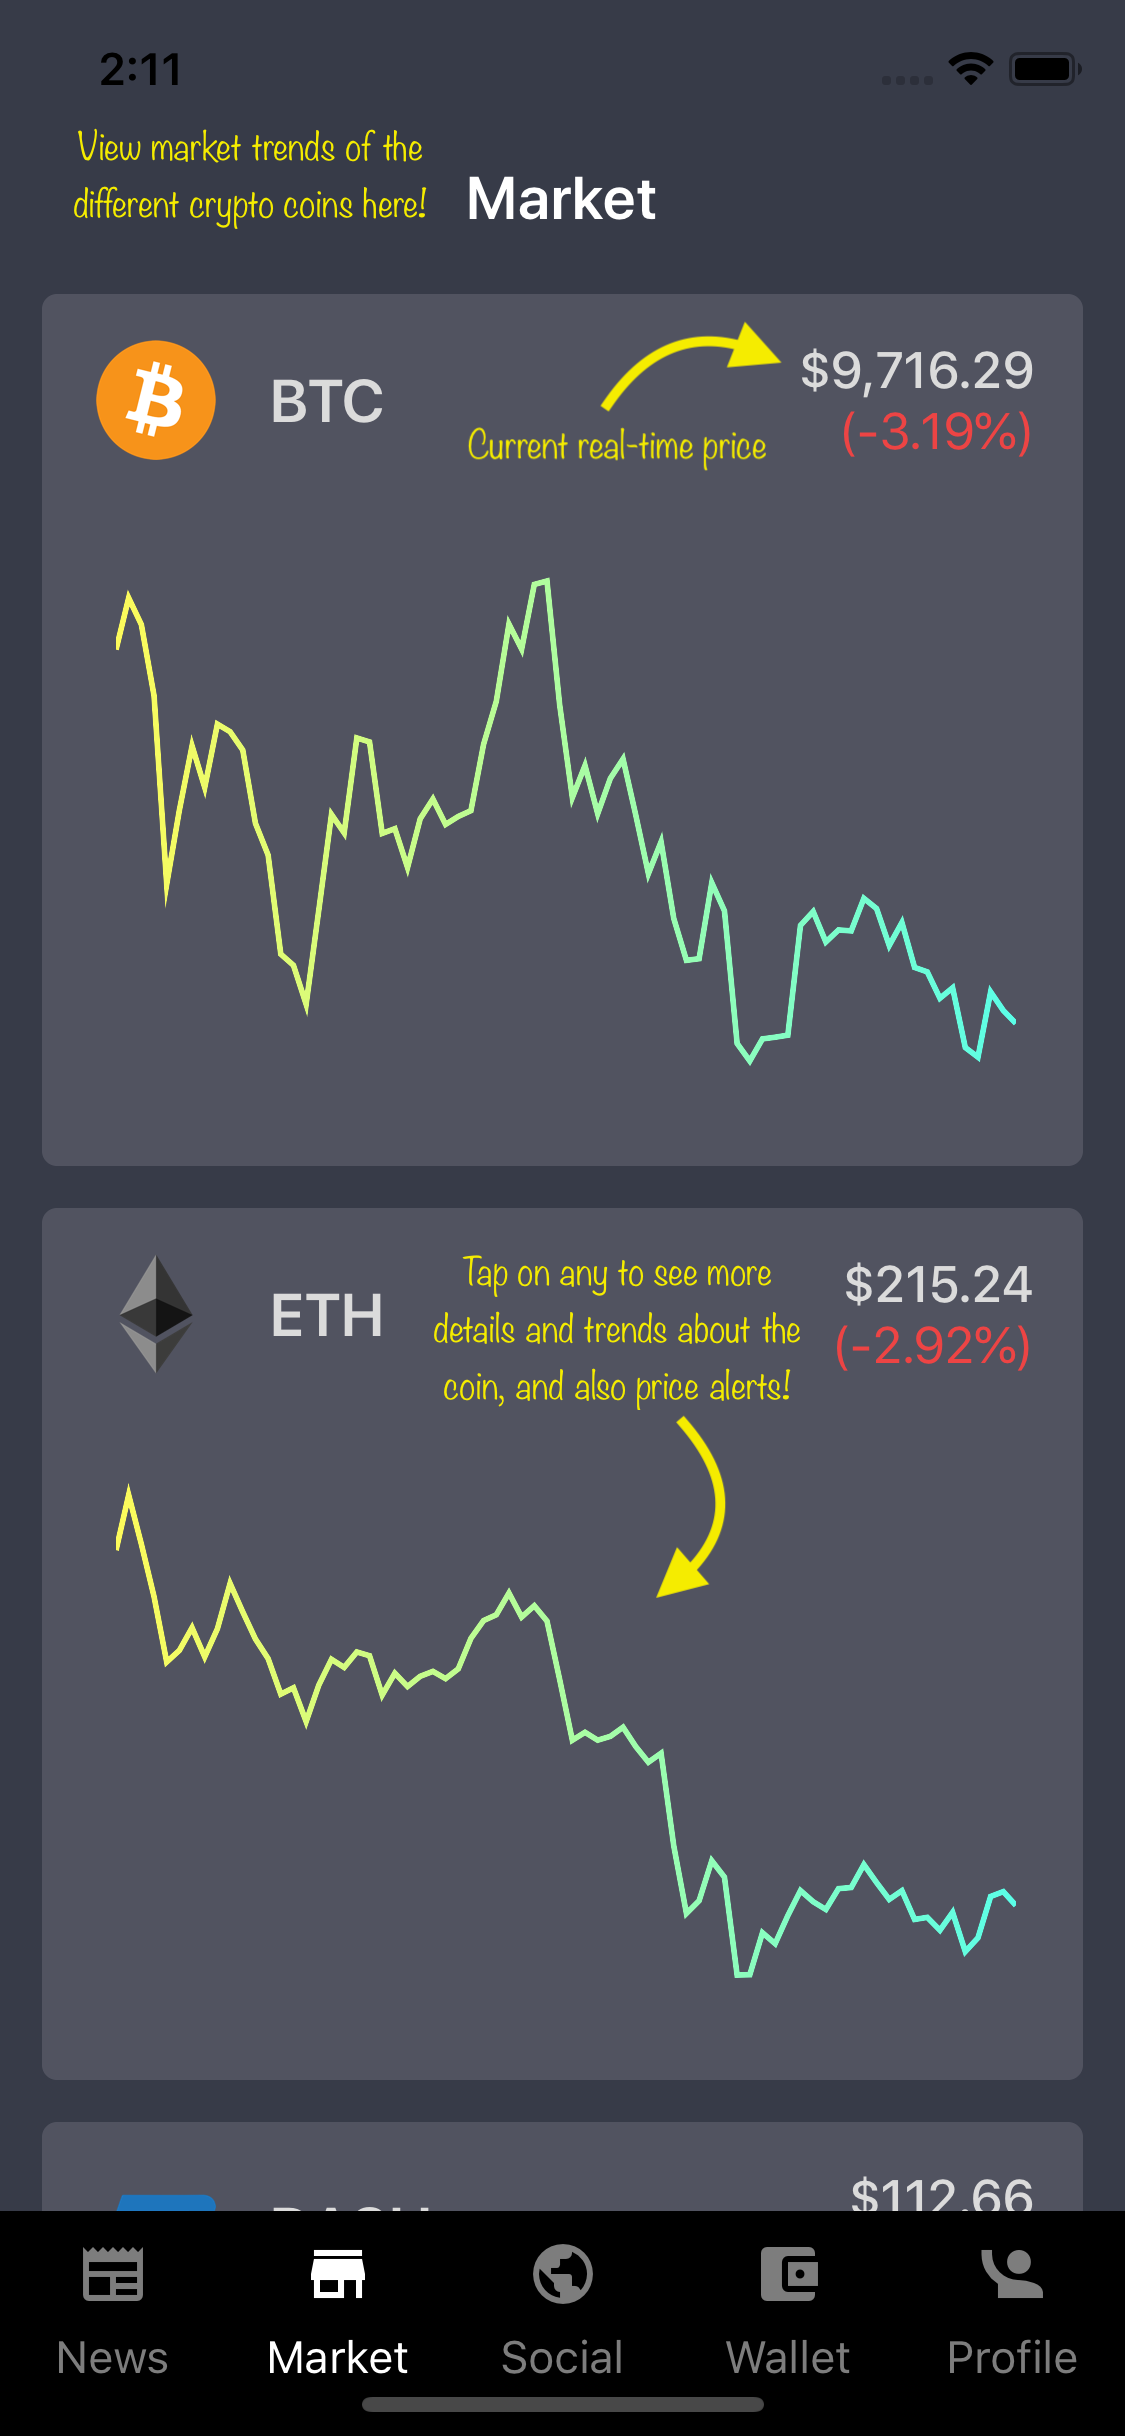 2:11
View market trends of the
different crypto coins here!
Market
BTC
$9,716.29
(-3.19%)
Current real-time price
ETH
Tap on any to see more
details and trends about the
coin, and also price alerts!
$215.24
(-2.92%)
DASH
$112.66
News
Market
Social
Wallet
Profile